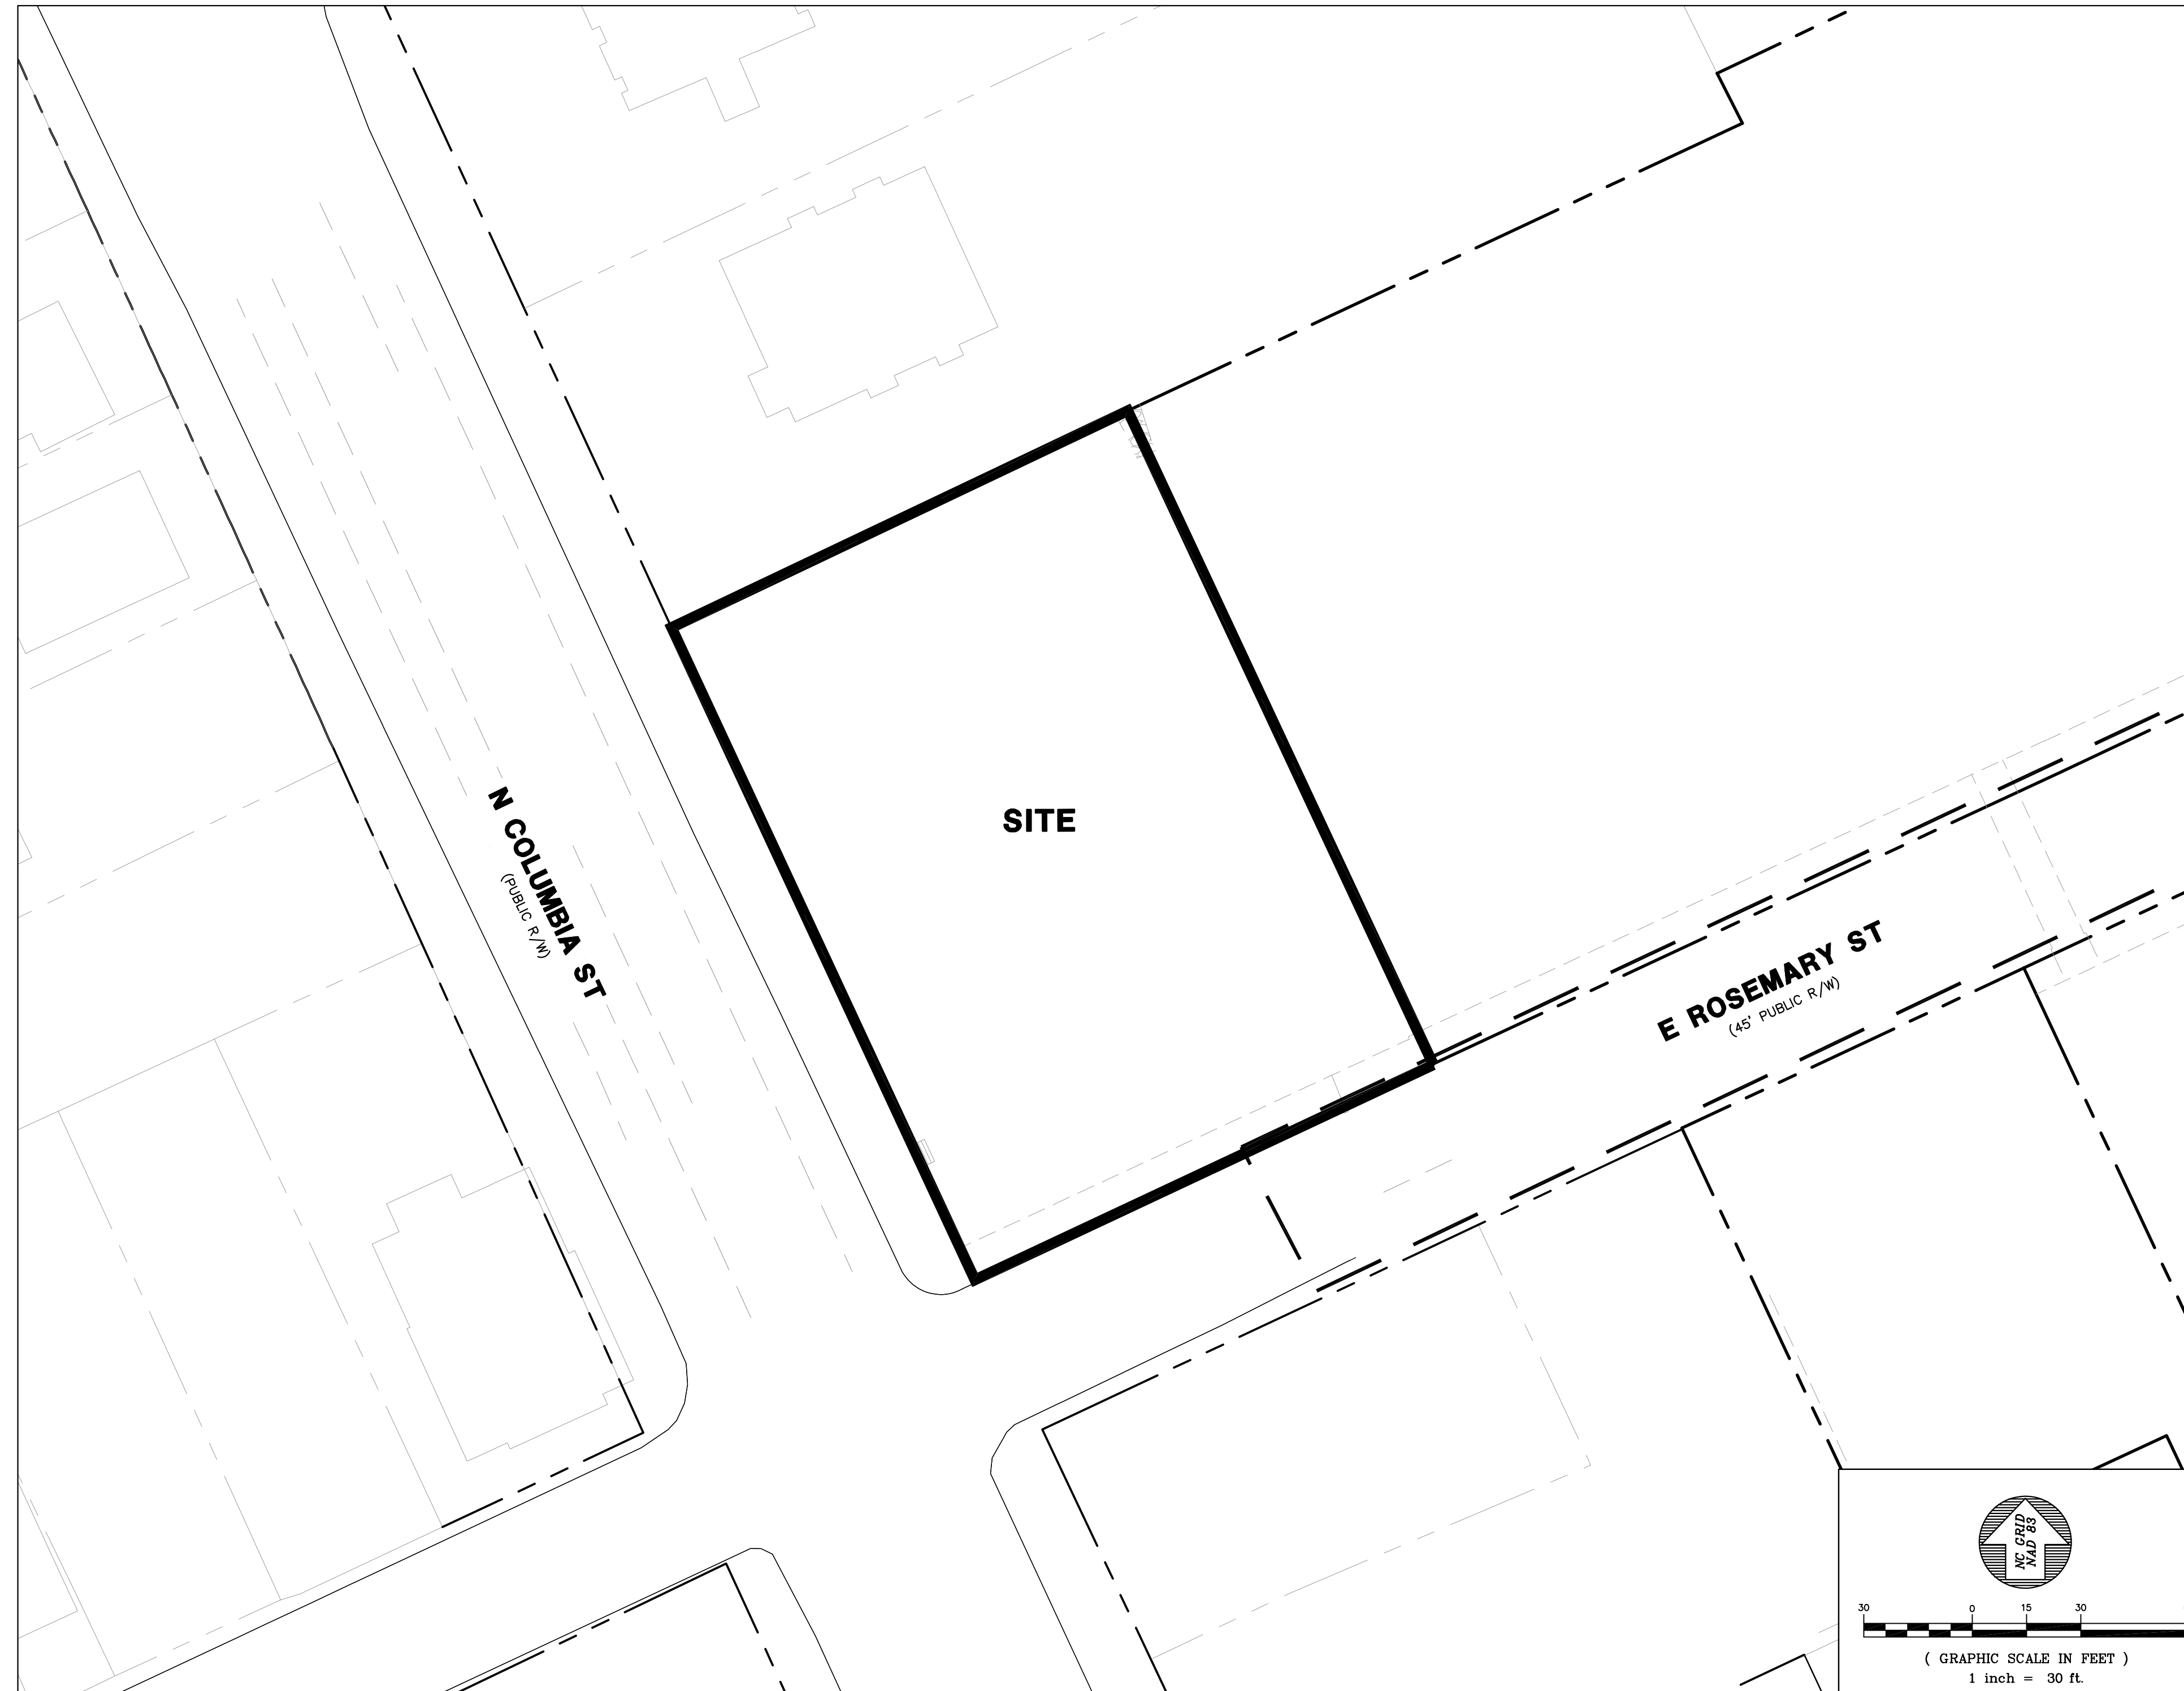 SITE
N COLUMBIA ST
(PUBLIC R/W)
E ROSEMARY ST
(45' PUBLIC R/W)
NC GRID
NAD 83
30 0 15 30
( GRAPHIC SCALE IN FEET )
1 inch = 30 ft.